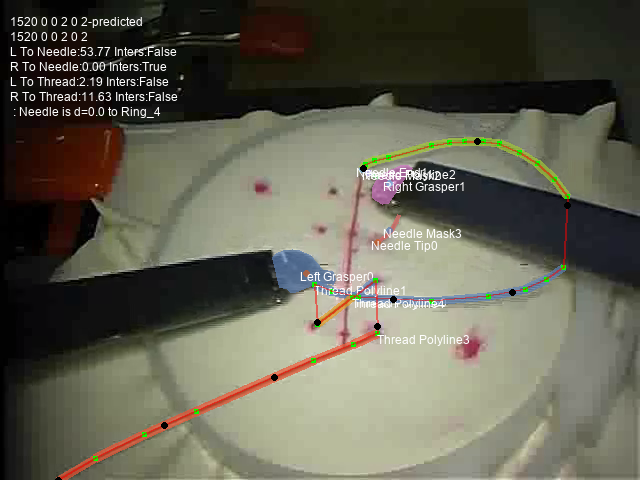 1520 0 0 2 0 2-predicted
1520 0 0 2 0 2
L To Needle:53.77 Inters:False
R To Needle:0.00 Inters:True
L To Thread:2.19 Inters:False
R To Thread:11.63 Inters:False
: Needle is d=0.0 to Ring_4
Right Grasper1
Needle Mask3
Needle Tip0
Left Grasper0
Thread Polyline1
Thread Polyline4
Thread Polyline3